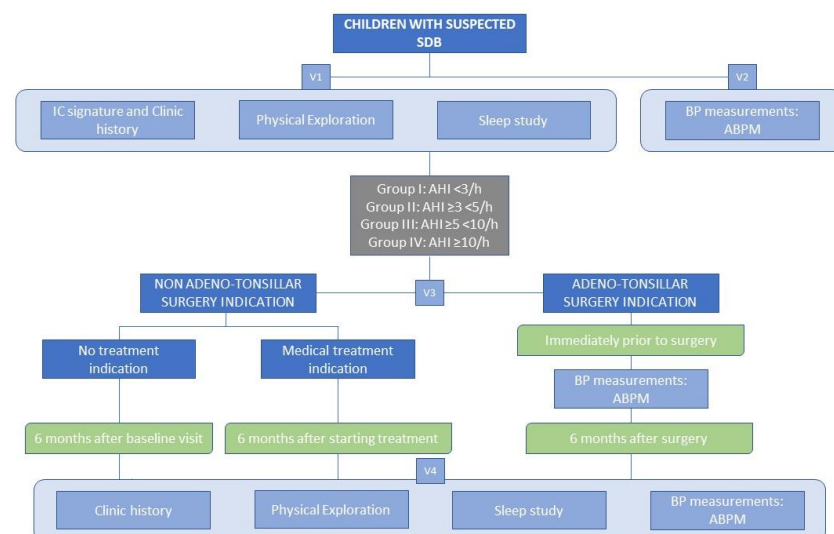 CHILDREN WITH SUSPECTED
SDB
V1
V2
IC signature and Clinic
history
Physical Exploration
Sleep study
BP measurements:
ABPM
Group I: AHI <3/h
Group II: AHI ≥3 <5/h
Group III: AHI ≥5 <10/h
Group IV: AHI ≥10/h
NON ADENO-TONSILLAR
SURGERY INDICATION
V3
ADENO-TONSILLAR
SURGERY INDICATION
No treatment
indication
Medical treatment
indication
Immediately prior to surgery
BP measurements:
ABPM
6 months after baseline visit
6 months after starting treatment
6 months after surgery
V4
Clinic history
Physical Exploration
Sleep study
BP measurements:
ABPM